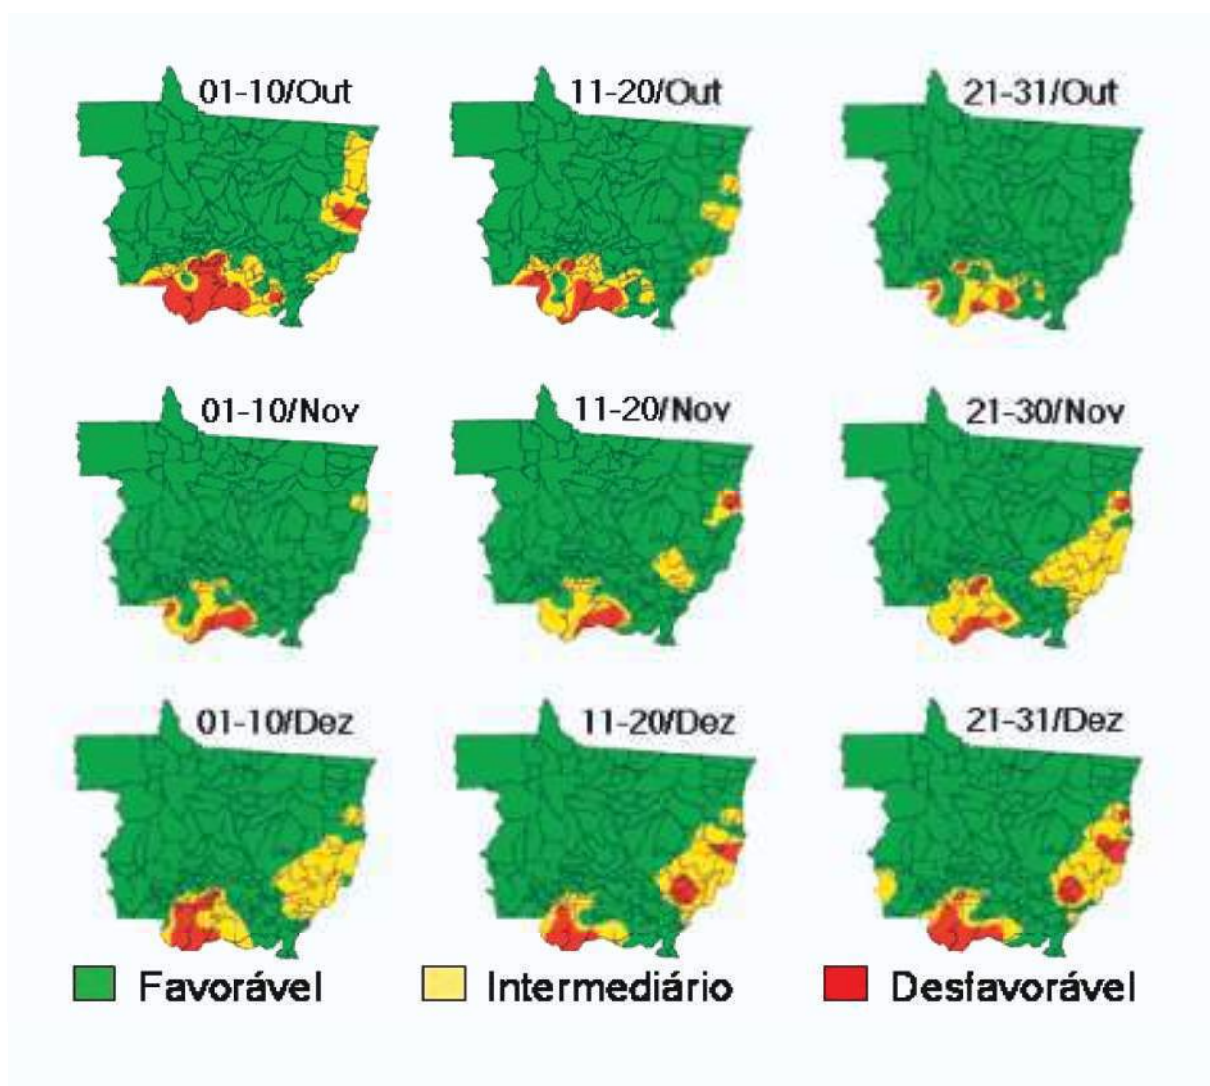 01-10/Out
11-20/Out
21-31/Out
01-10/Nov
11-20/Nov
21-30/Nov
01-10/Dez
11-20/Dez
21-31/Dez
Favorável
Intermediário
Desfavorável